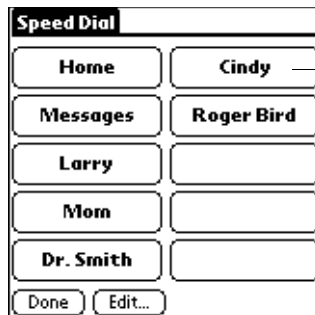 Speed Dial
Home Cindy
Messages Roger Bird
Larry
Mom
Dr. Smith
Done Edit...